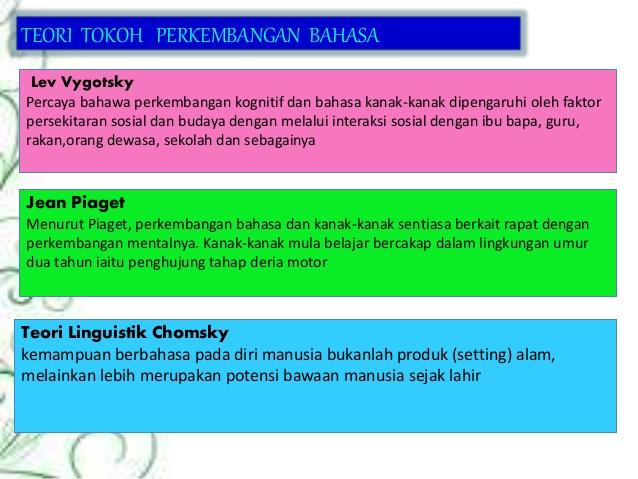 TEORI TOKOH PERKEMBANGAN BAHASA
Lev Vygotsky
Percaya bahawa perkembangan kognitif dan bahasa kanak-kanak dipengaruhi oleh faktor
persekitaran sosial dan budaya dengan melalui interaksi sosial dengan ibu bapa, guru,
rakan,orang dewasa, sekolah dan sebagainya
Jean Piaget
Menurut Piaget, perkembangan bahasa dan kanak-kanak sentiasa berkait rapat dengan
perkembangan mentalnya. Kanak-kanak mula belajar bercakap dalam lingkungan umur
dua tahun iaitu penghujung tahap deria motor
Teori Linguistik Chomsky
kemampuan berbahasa pada diri manusia bukanlah produk (setting) alam,
melainkan lebih merupakan potensi bawaan manusia sejak lahir